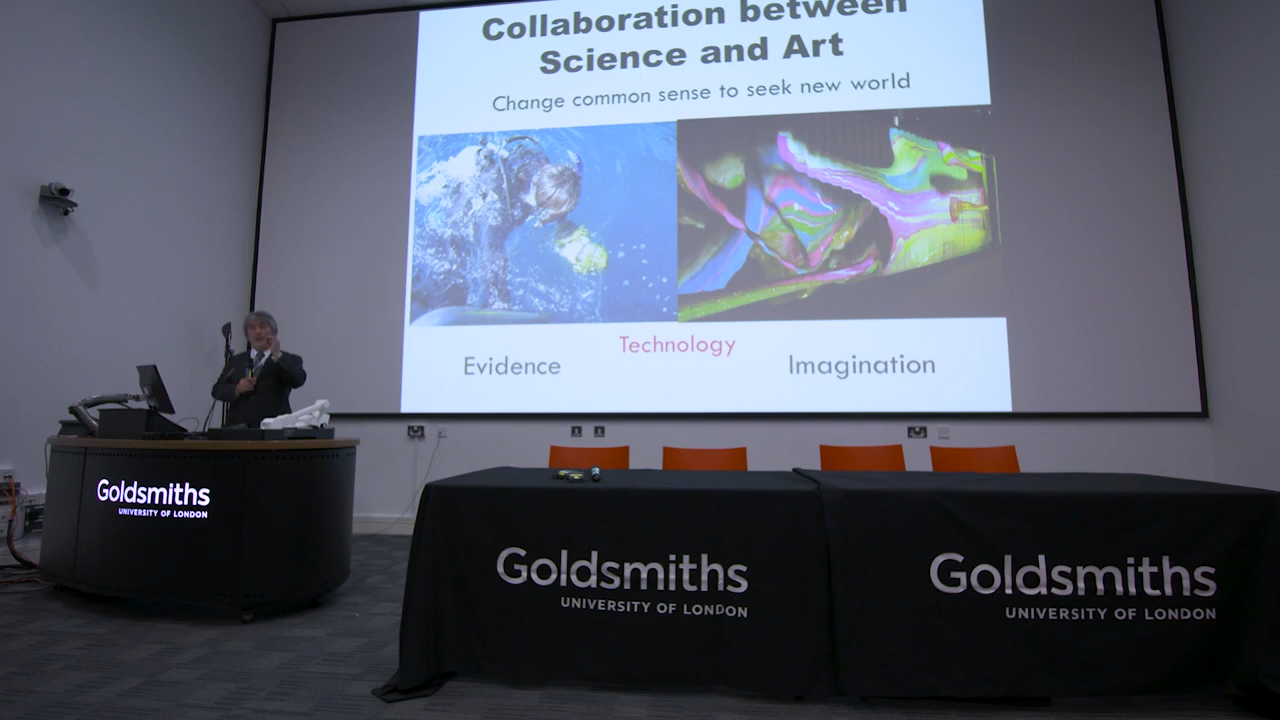 Collaboration between
Science and Art
Change common sense to seek new world
Technology
Evidence
Imagination
Goldsmiths
UNIVERSITY OF LONDON
Goldsmiths
UNIVERSITY OF LONDON
Goldsmiths
UNIVERSITY OF LONDON